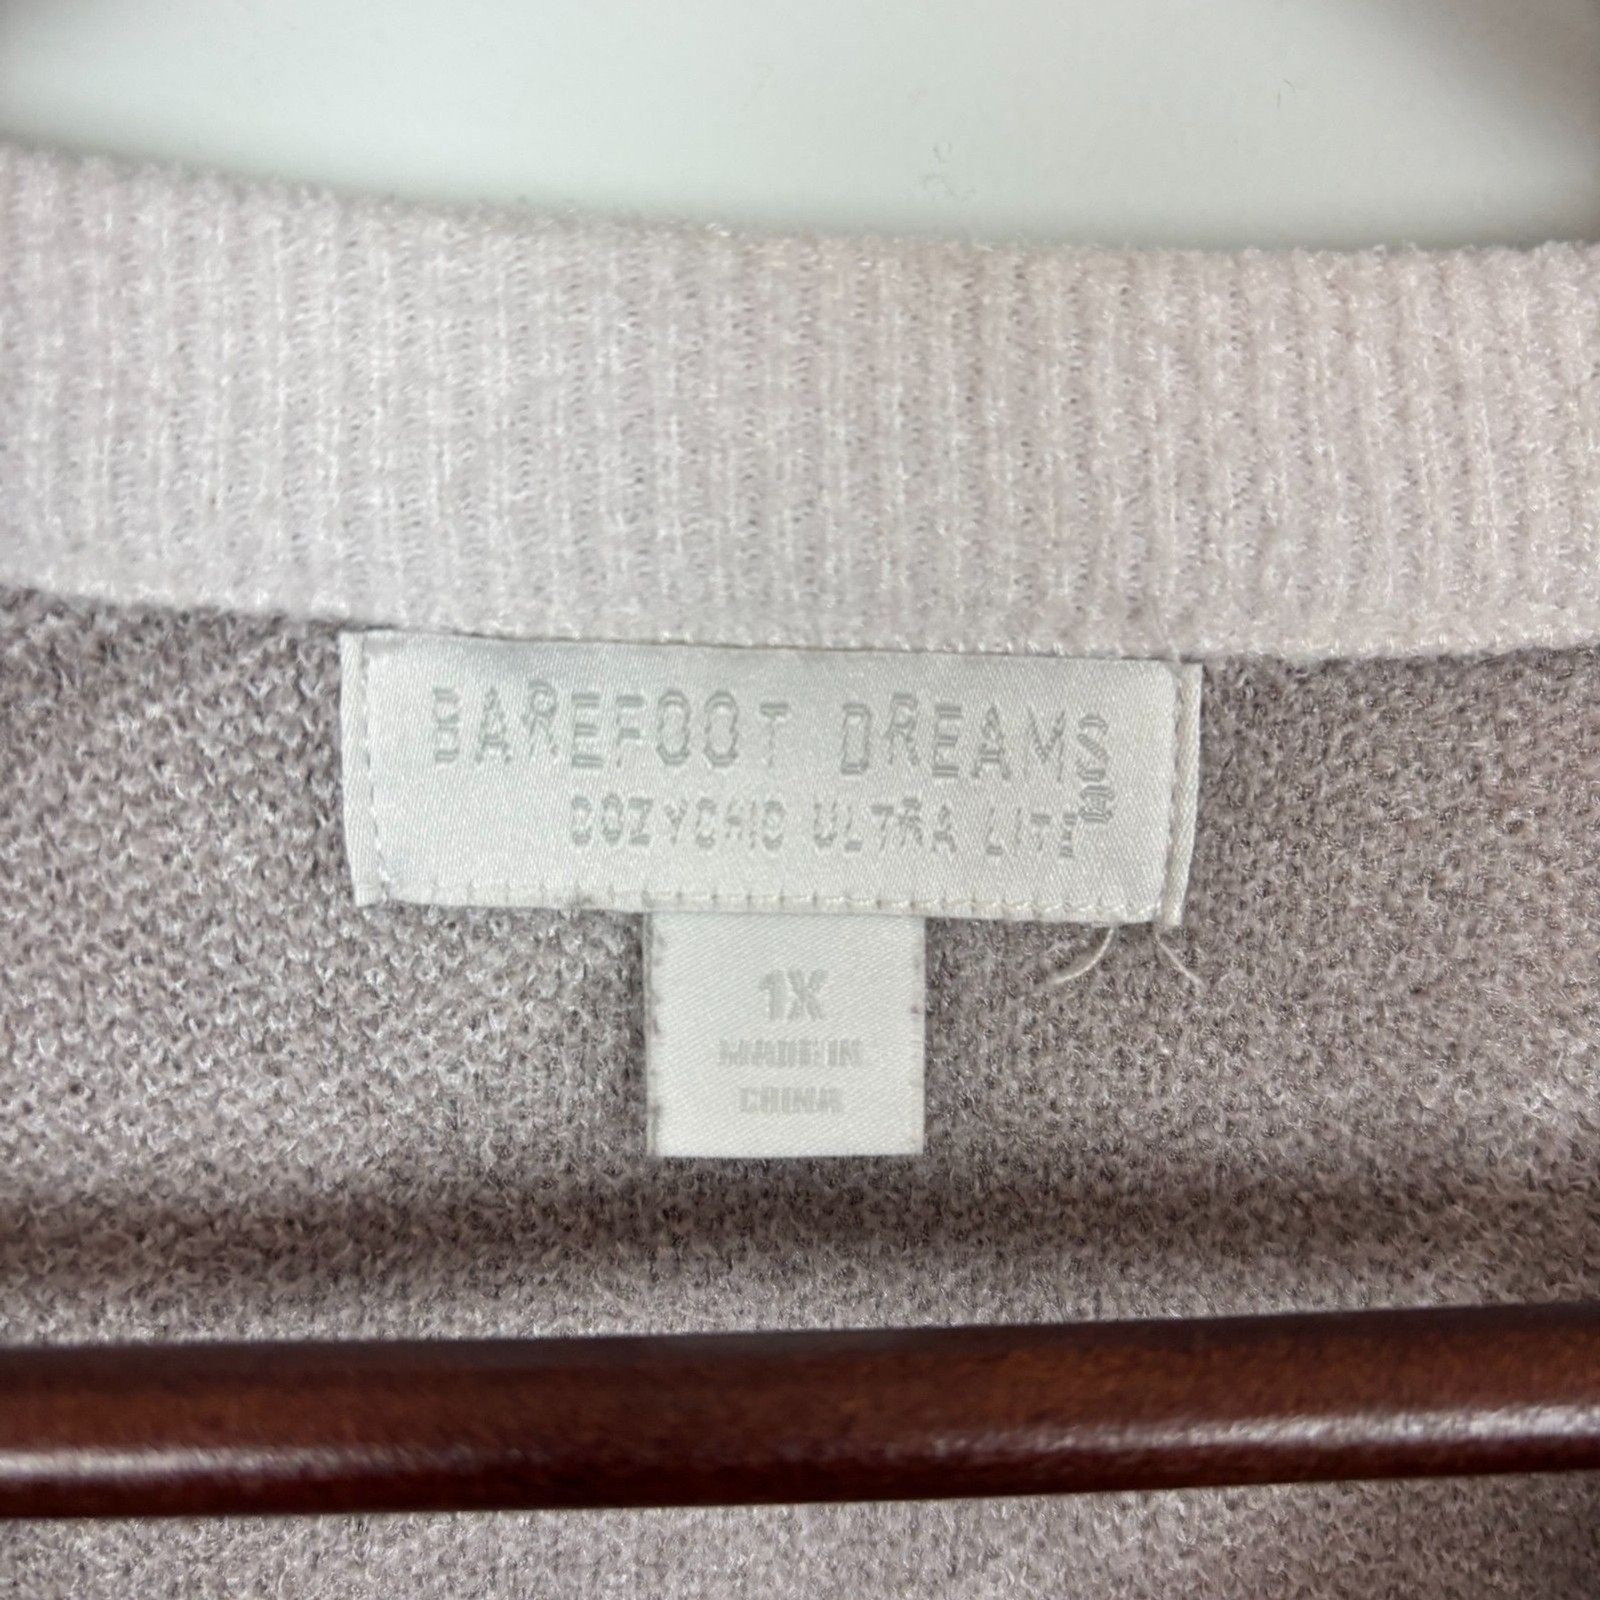 BAREFOOT DREAMS®
COZYCHIC ULTRA LITE®
1X
MADE IN
CHINA